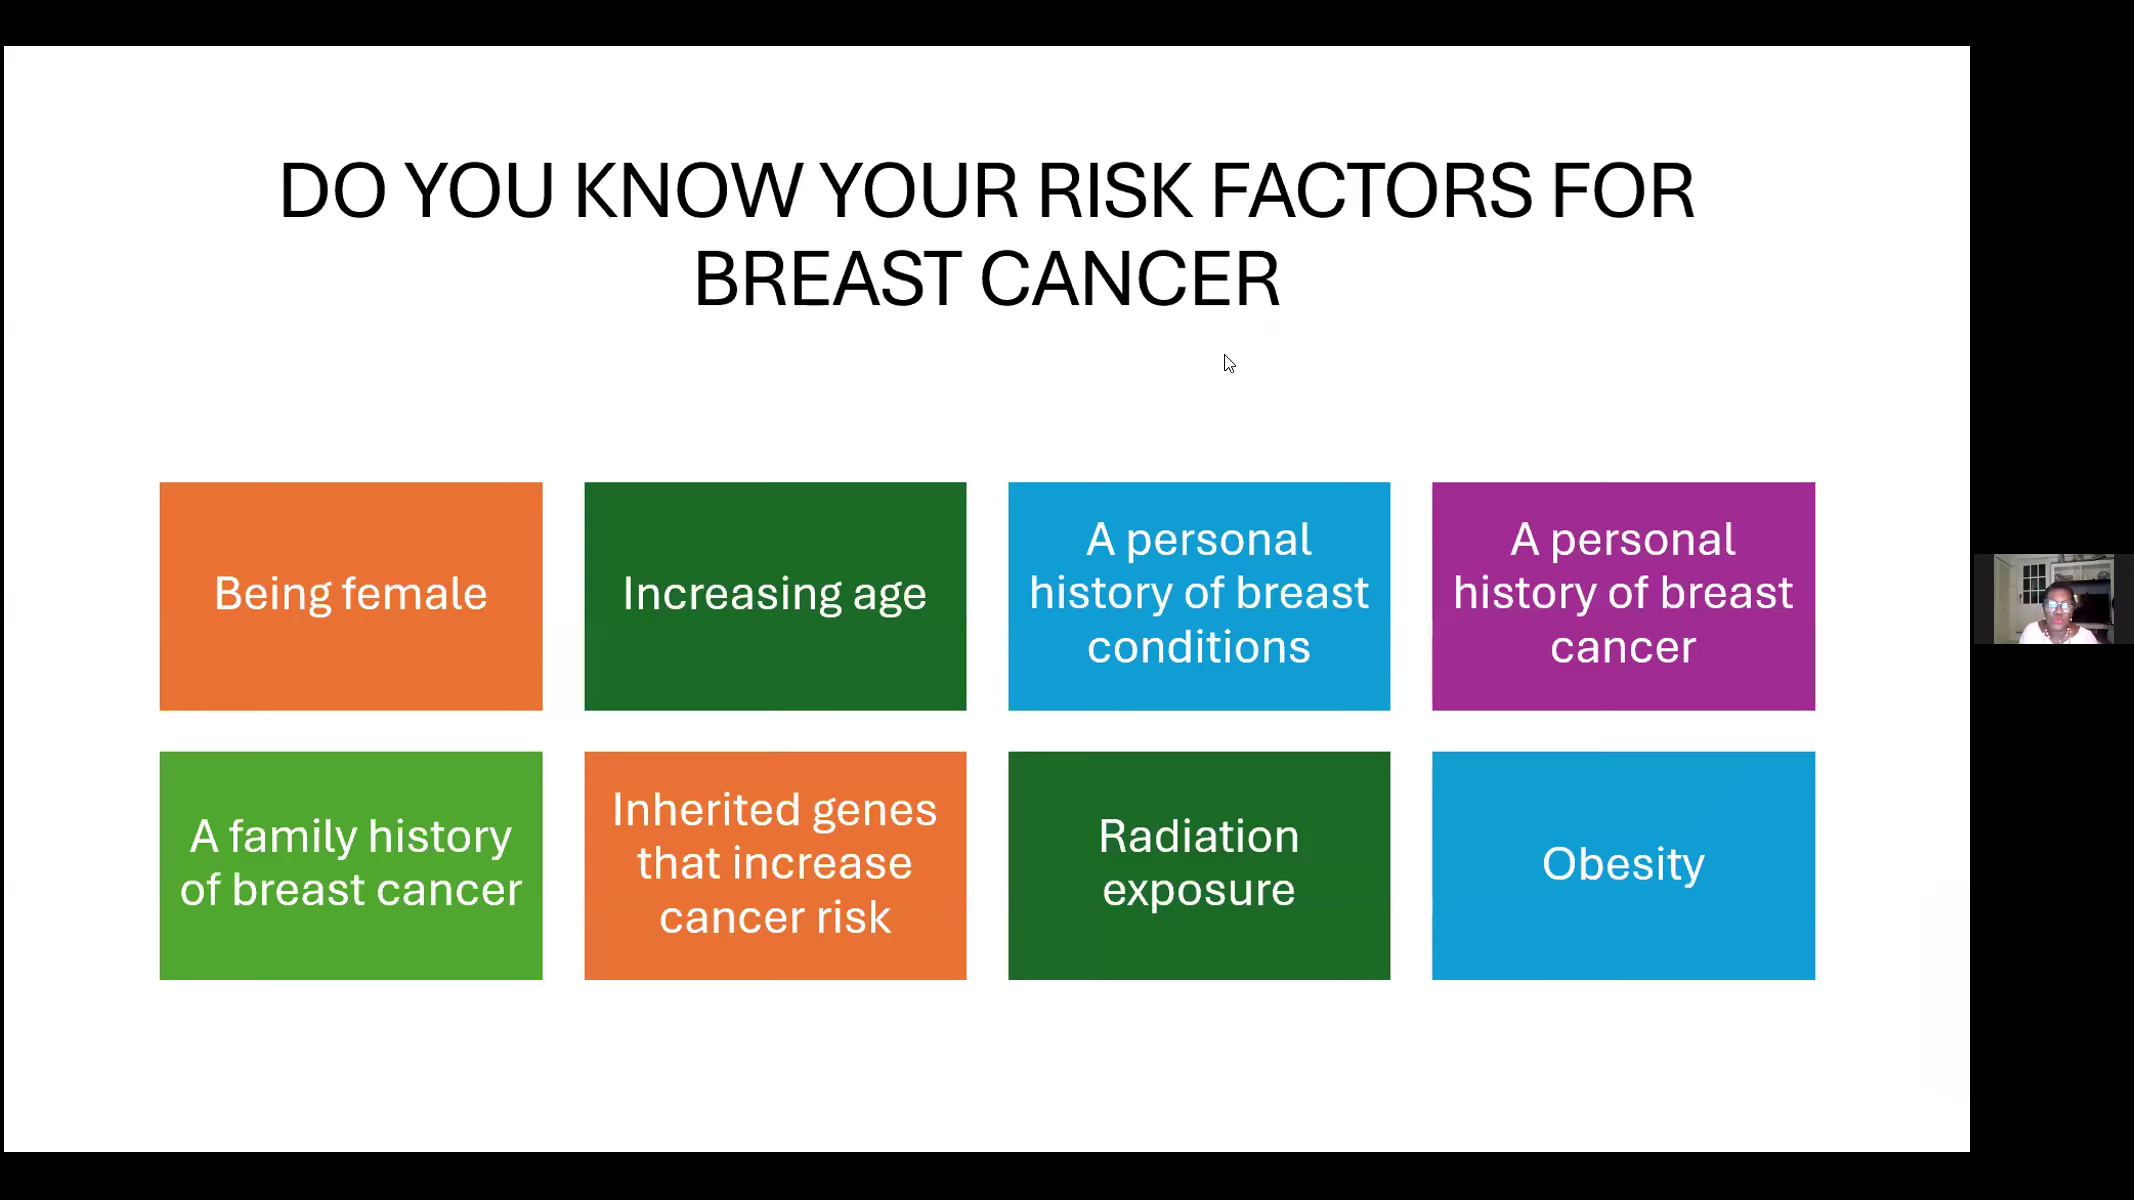 DO YOU KNOW YOUR RISK FACTORS FOR
BREAST CANCER
Being female
Increasing age
A personal
history of breast
conditions
A personal
history of breast
cancer
A family history
of breast cancer
Inherited genes
that increase
cancer risk
Radiation
exposure
Obesity